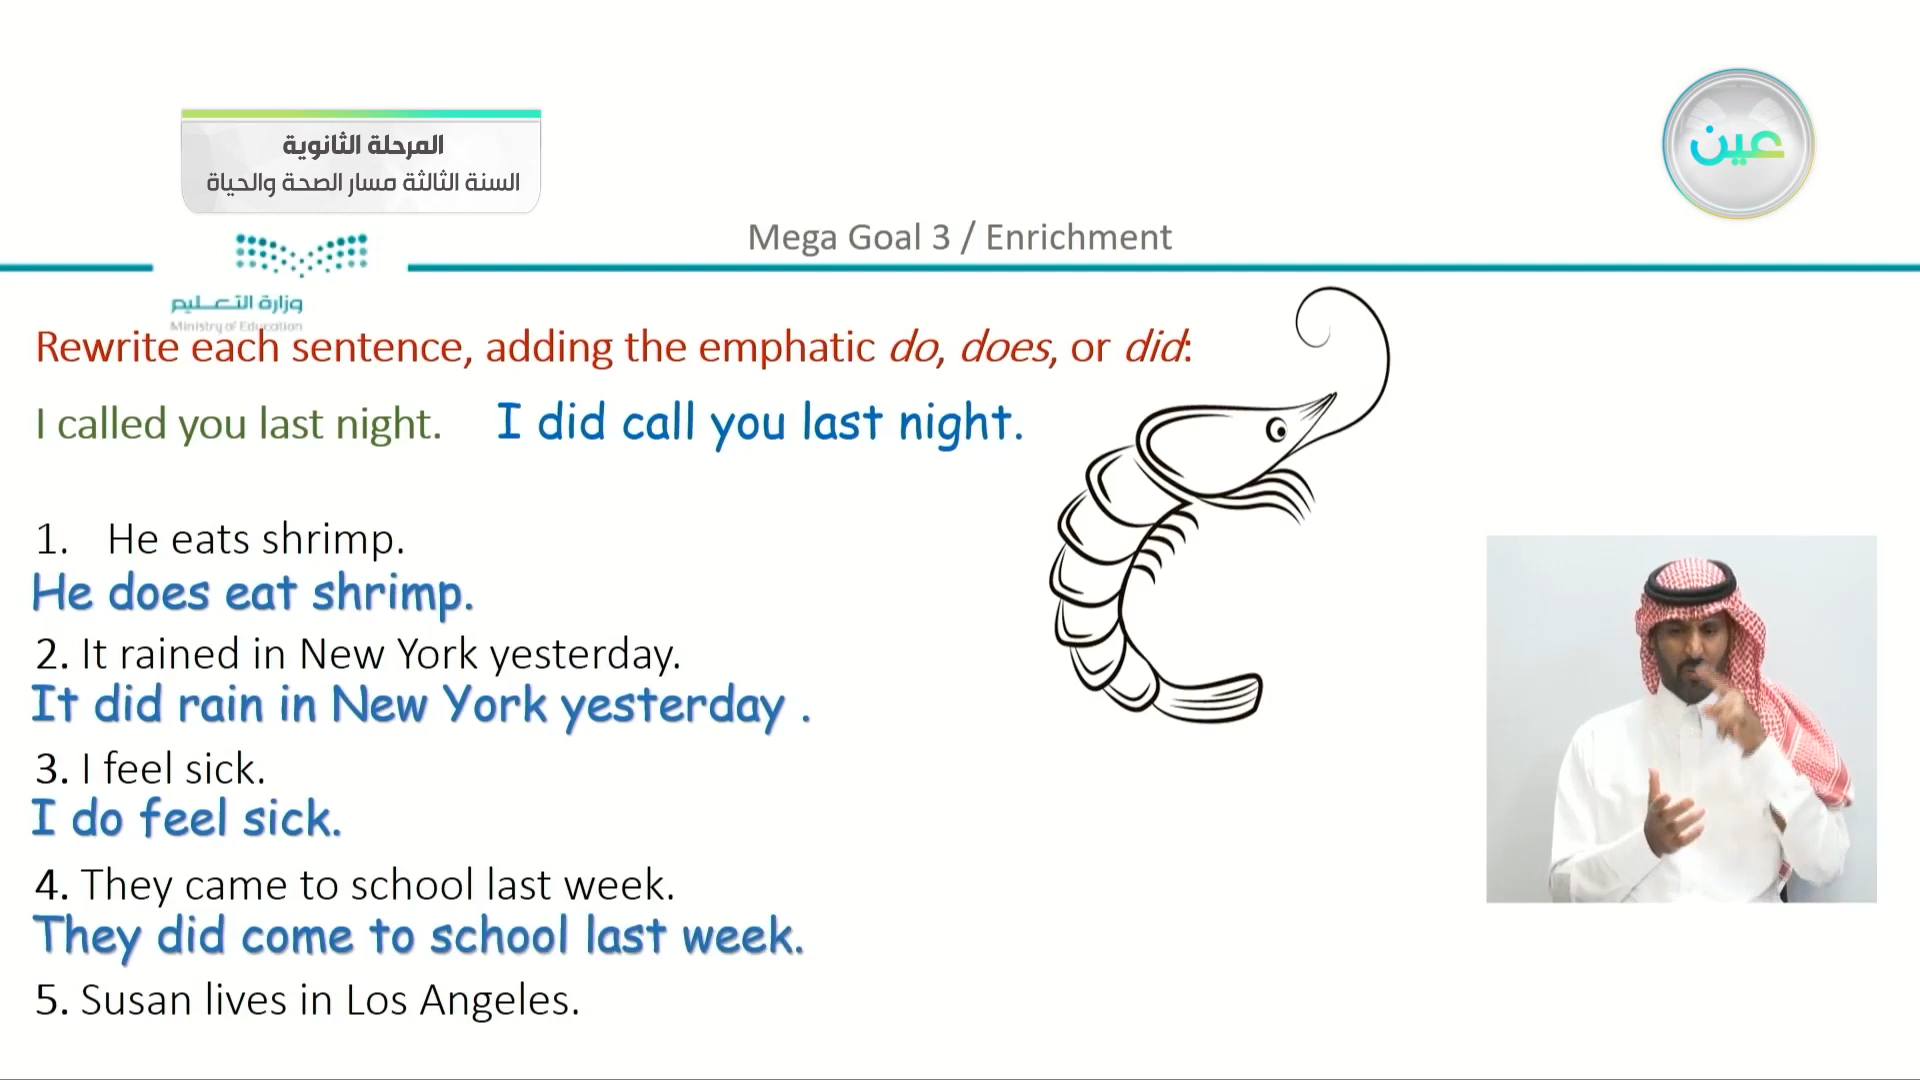 المرحلة الثانوية
السنة الثالثة مسار الصحة والحياة
عين
Mega Goal 3 / Enrichment
وزارة التعليم
Ministry of Education
Rewrite each sentence, adding the emphatic do, does, or did:
I called you last night. I did call you last night.
1. He eats shrimp.
He does eat shrimp.
2. It rained in New York yesterday.
It did rain in New York yesterday .
3. I feel sick.
I do feel sick.
4. They came to school last week.
They did come to school last week.
5. Susan lives in Los Angeles.